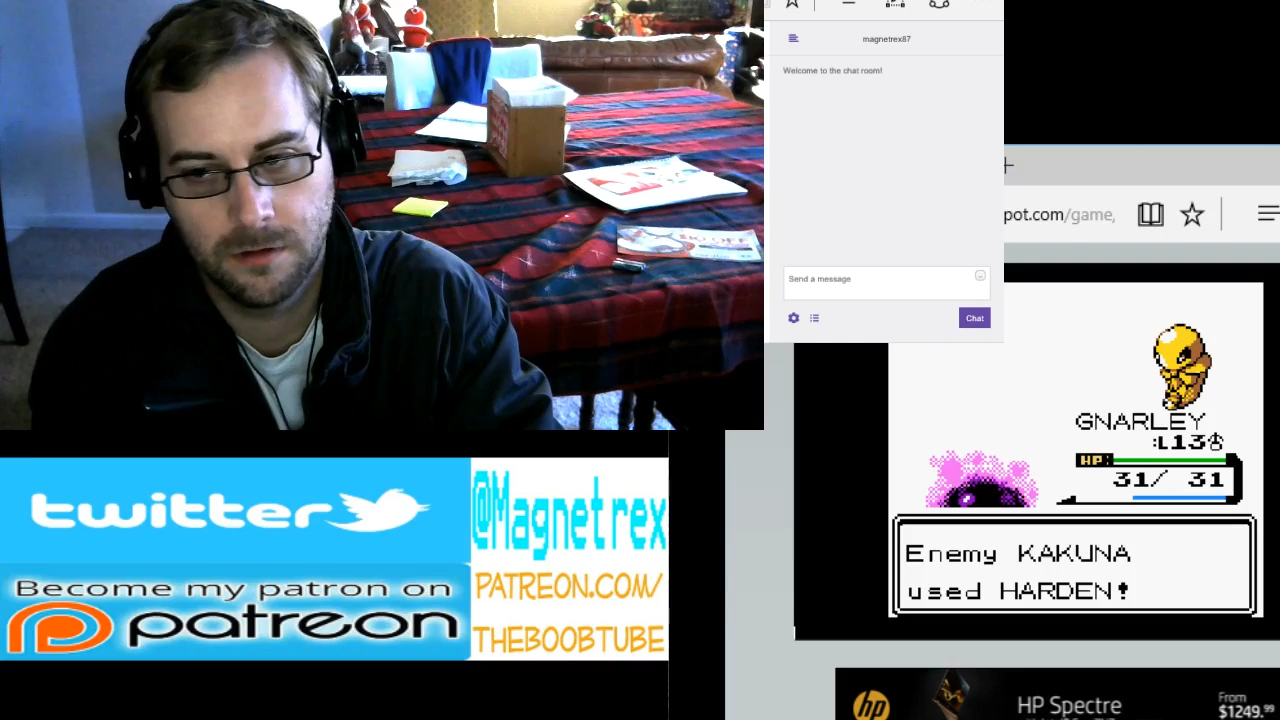 magnetrex87
Welcome to the chat room!
Send a message
Chat
pot.com/game,
GNARLEY
:L13
HP:
31/ 31
Enemy KAKUNA
used HARDEN!
twitter
@Magnetrex
Become my patron on
patreon
PATREON.COM/
THEBOOBTUBE
hp
HP Spectre
From
$1249.99